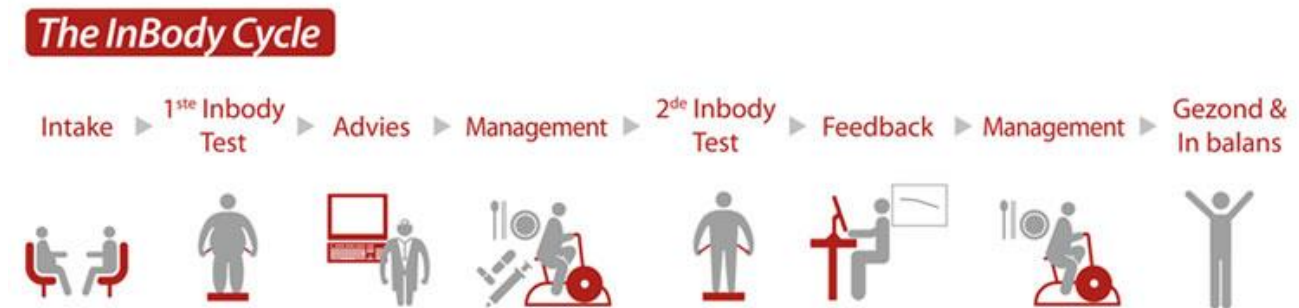 The InBody Cycle
Intake
1ste Inbody
Test
Advies
Management
2de Inbody
Test
Feedback
Management
Gezond &
In balans